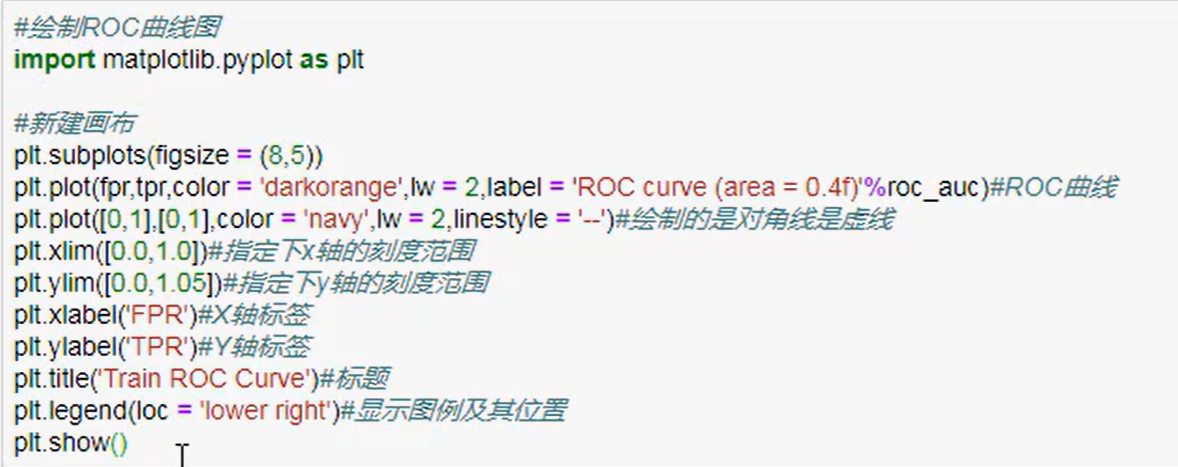 #绘制ROC曲线图
import matplotlib.pyplot as plt
#新建画布
plt.subplots(figsize = (8,5))
plt.plot(fpr,tpr,color = 'darkorange',lw = 2,label = 'ROC curve (area = 0.4f)'%roc_auc)#ROC曲线
plt.plot([0,1],[0,1],color = 'navy',lw = 2,linestyle = '--')#绘制的是对角线是虚线
plt.xlim([0.0,1.0])#指定下x轴的刻度范围
plt.ylim([0.0,1.05])#指定下y轴的刻度范围
plt.xlabel('FPR')#X轴标签
plt.ylabel('TPR')#Y轴标签
plt.title('Train ROC Curve')#标题
plt.legend(loc = 'lower right')#显示图例及其位置
plt.show()